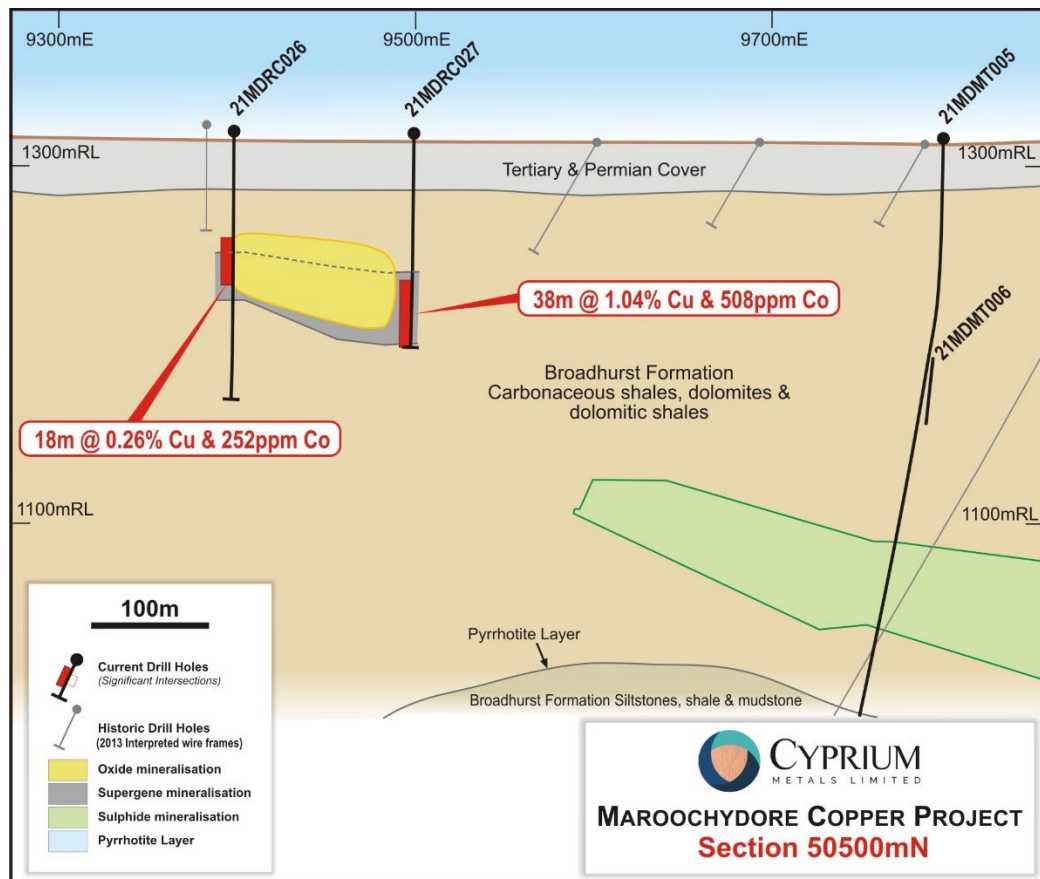 9300mE
9500mE
9700mE
21MDRC026
21MDRC027
21MDMT005
1300mRL
Tertiary & Permian Cover
1300mRL
38m @ 1.04% Cu & 508ppm Co
21MDMT006
Broadhurst Formation
Carbonaceous shales, dolomites &
dolomitic shales
18m @ 0.26% Cu & 252ppm Co
1100mRL
1100mRL
100m
Current Drill Holes
(Significant Intersections)
Historic Drill Holes
(2013 Interpreted wire frames)
Oxide mineralisation
Supergene mineralisation
Sulphide mineralisation
Pyrrhotite Layer
Pyrrhotite Layer
Broadhurst Formation Siltstones, shale & mudstone
CYPRIUM
METALS LIMITED
MAROOCHYDORE COPPER PROJECT
Section 50500mN